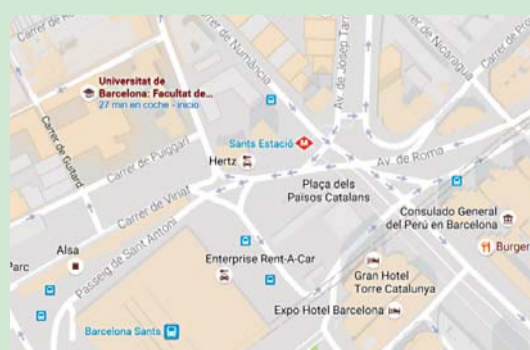 Carrer de
Carrer de Numància
Av. de Josep Tarr
Carrer de Nicaragua
Universitat de
Barcelona: Facultat de...
27 min en coche - inicio
Carrer de Guitard
Carrer de Puiggarí
Sants Estació
M
Hertz
Av. de Roma
Plaça dels
Països Catalans
Carrer de Viriat
Consulado General
del Perú en Barcelona
Burger
Passeig de Sant Antoni
Alsa
Parc
Enterprise Rent-A-Car
Gran Hotel
Torre Catalunya
Expo Hotel Barcelona
Barcelona Sants